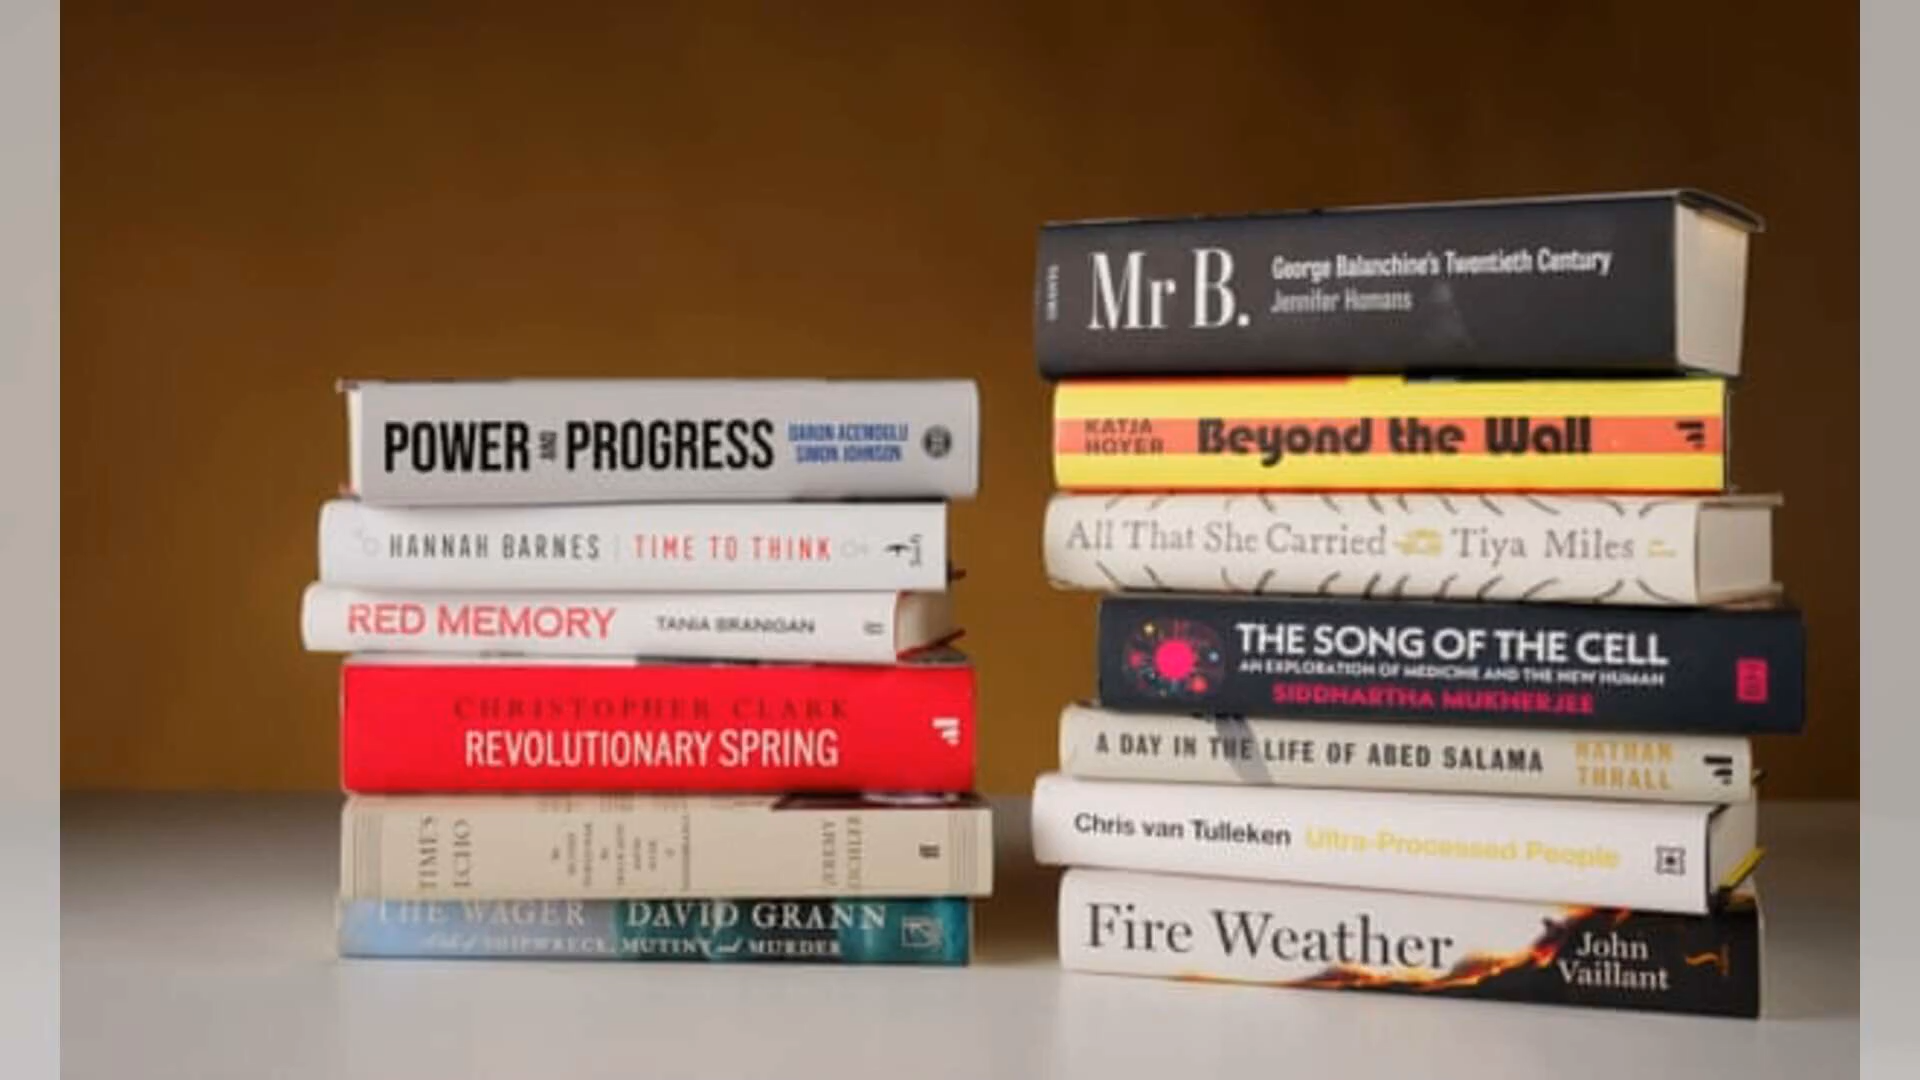 POWER AND PROGRESS
DARON ACEMOGLU
SIMON JOHNSON
HANNAH BARNES | TIME TO THINK
RED MEMORY TANIA BRANIGAN
CHRISTOPHER CLARK
REVOLUTIONARY SPRING
TIME'S
ECHO
JEREMY
EICHLER
THE WAGER DAVID GRANN
SHIPWRECK, MUTINY and MURDER
Mr B. George Balanchine's Twentieth Century
Jennifer Homans
GRANTA
KATJA
HOYER
Beyond the Wall
All That She Carried Tiya Miles
THE SONG OF THE CELL
AN EXPLORATION OF MEDICINE AND THE NEW HUMAN
SIDDHARTHA MUKHERJEE
A DAY IN THE LIFE OF ABED SALAMA
NATHAN
THRALL
Chris van Tulleken Ultra-Processed People
Fire Weather
John
Vaillant